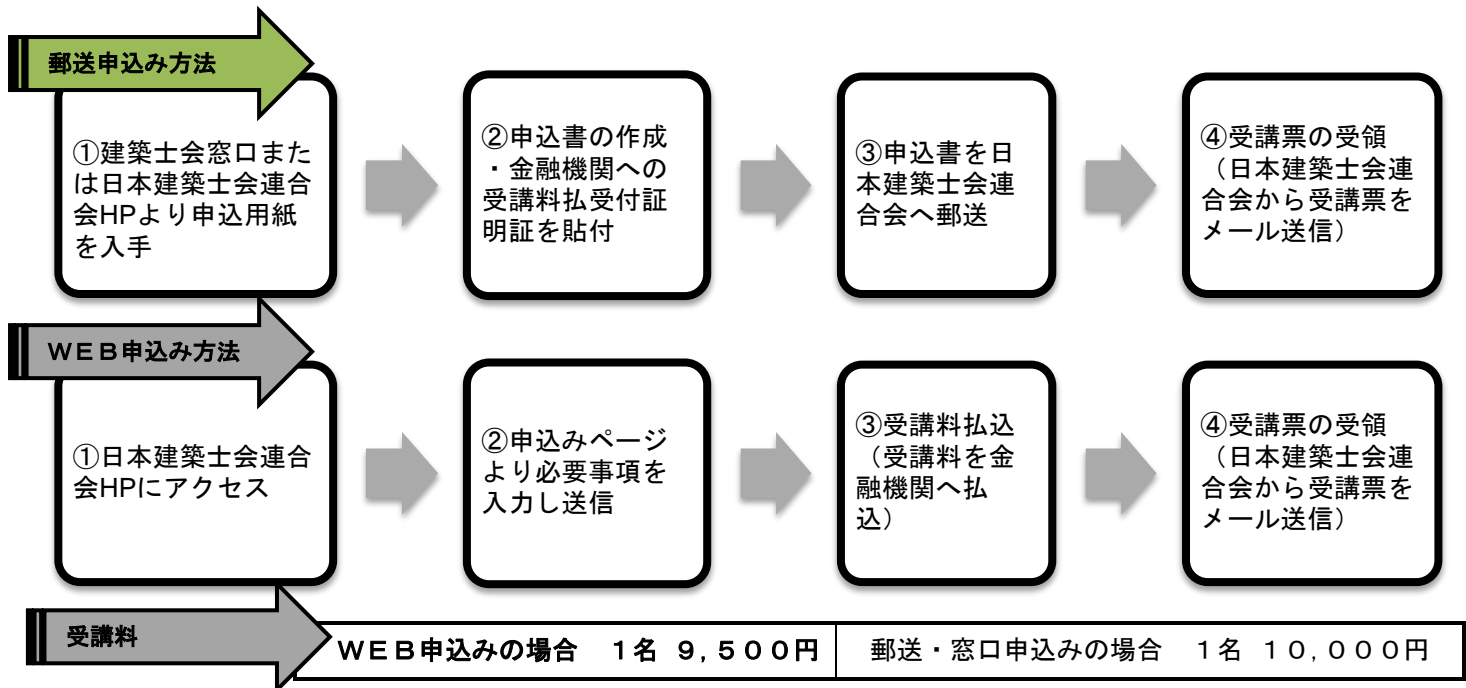 郵送申込み方法
①建築士会窓口また
は日本建築士会連合
会HPより申込用紙
を入手
②申込書の作成
・金融機関への
受講料払受付証
明証を貼付
③申込書を日
本建築士会連
合会へ郵送
④受講票の受領
（日本建築士会連
合会から受講票を
メール送信）
ＷＥＢ申込み方法
①日本建築士会連合
会HPにアクセス
②申込みページ
より必要事項を
入力し送信
③受講料払込
（受講料を金
融機関へ払
込）
④受講票の受領
（日本建築士会連
合会から受講票を
メール送信）
受講料
ＷＥＢ申込みの場合　１名 ９,５００円
郵送・窓口申込みの場合　１名 １０,０００円